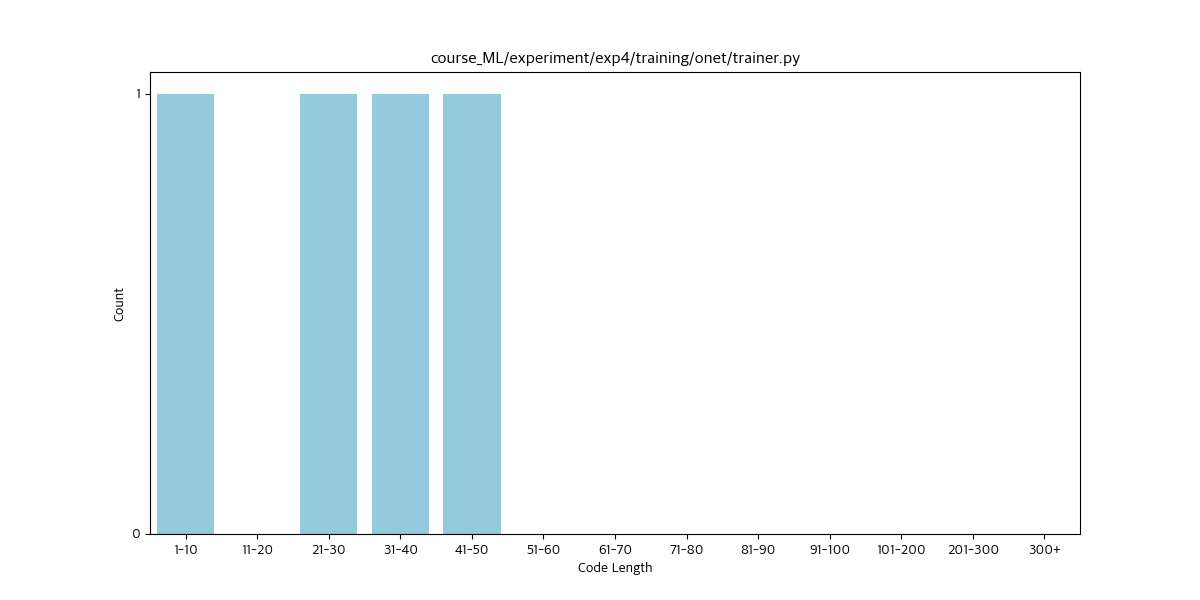 course_ML/experiment/exp4/training/onet/trainer.py
1
0
Count
1-10 11-20 21-30 31-40 41-50 51-60 61-70 71-80 81-90 91-100 101-200 201-300 300+
Code Length